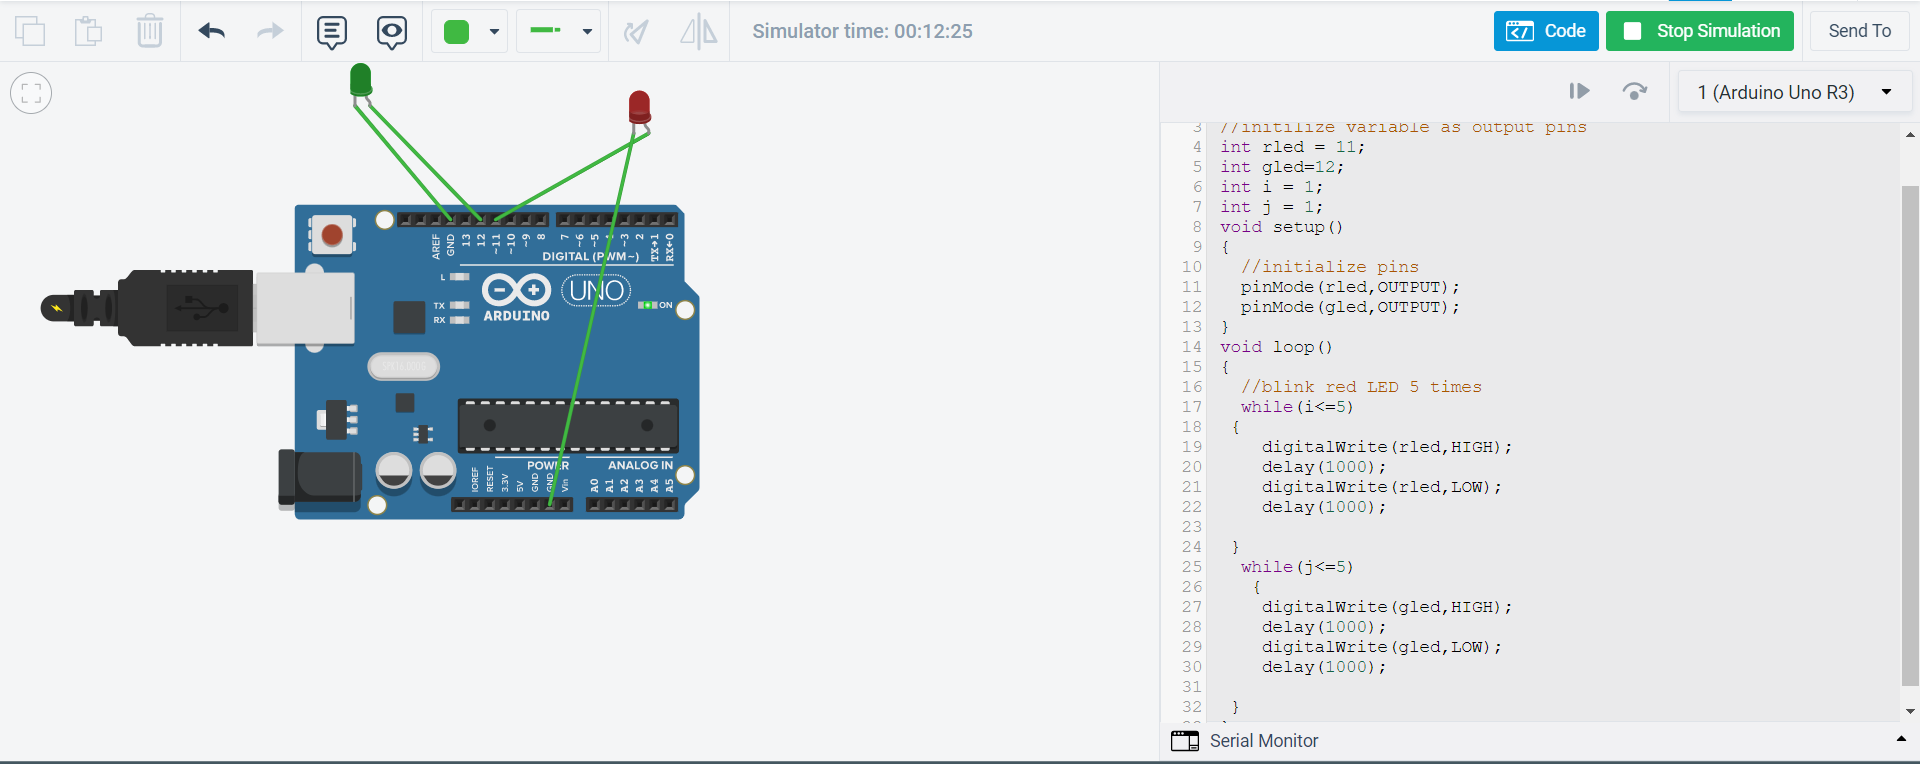 Simulator time: 00:12:25
Code
Stop Simulation
Send To
1 (Arduino Uno R3)
AREF
GND
13
12
~11
~10
~9
8
7
~6
~5
~3
2
TX→1
RX←0
DIGITAL (PWM~)
L
TX
RX
ARDUINO
UNO
ON
POWER
ANALOG IN
IOREF
RESET
3.3V
5V
GND
GND
Vin
A0
A1
A2
A3
A4
A5
3 //initilize variable as output pins
4 int rled = 11;
5 int gled=12;
6 int i = 1;
7 int j = 1;
8 void setup()
9 {
10 //initialize pins
11 pinMode(rled,OUTPUT);
12 pinMode(gled,OUTPUT);
13 }
14 void loop()
15 {
16 //blink red LED 5 times
17 while(i<=5)
18 {
19 digitalWrite(rled,HIGH);
20 delay(1000);
21 digitalWrite(rled,LOW);
22 delay(1000);
23
24 }
25 while(j<=5)
26 {
27 digitalWrite(gled,HIGH);
28 delay(1000);
29 digitalWrite(gled,LOW);
30 delay(1000);
31
32 }
Serial Monitor